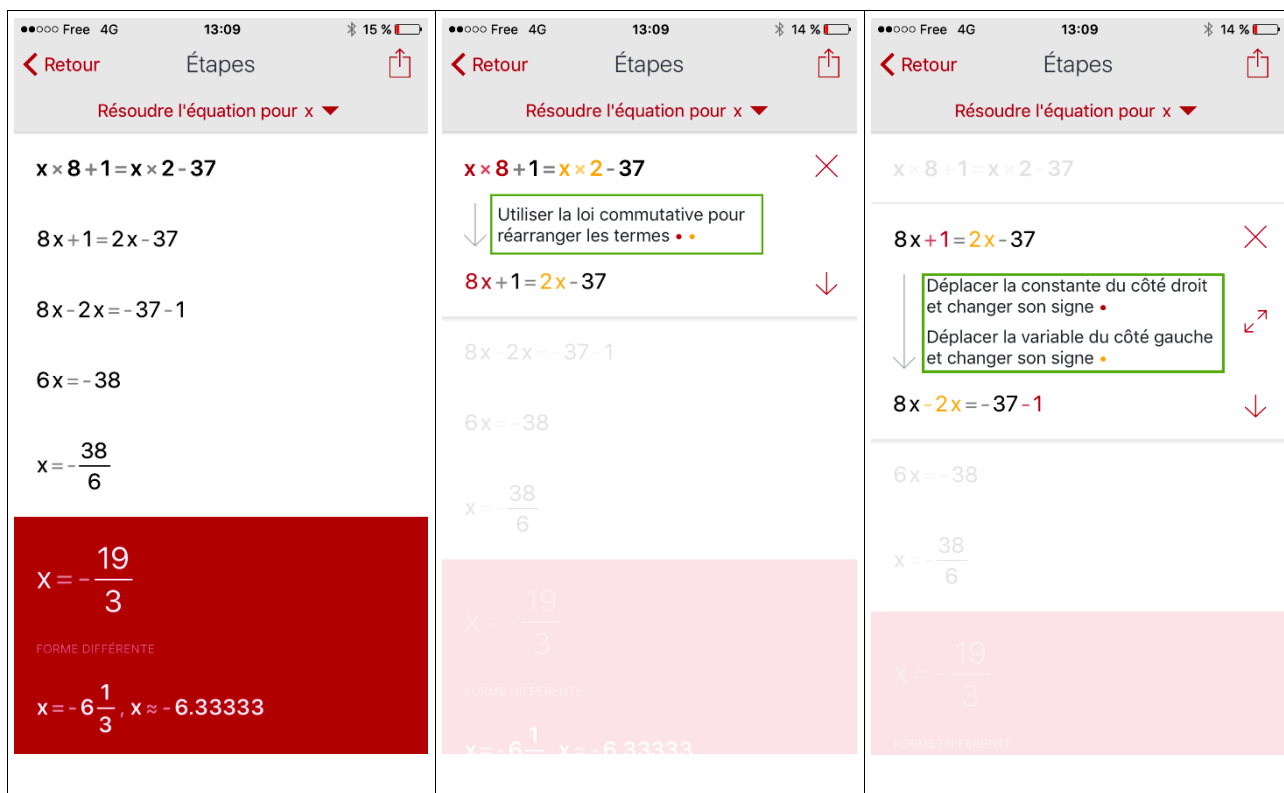 ●●○○○ Free 4G 13:09 15 %
Retour Étapes
Résoudre l'équation pour x
x × 8 + 1 = x × 2 - 37
8x + 1 = 2x - 37
8x - 2x = - 37 - 1
6x = - 38
x = - 38/6
x = - 19/3
FORME DIFFÉRENTE
x = - 6 1/3 , x ≈ - 6.33333
●●○○○ Free 4G 13:09 14 %
Retour Étapes
Résoudre l'équation pour x
x × 8 + 1 = x × 2 - 37
Utiliser la loi commutative pour
réarranger les termes • •
8x + 1 = 2x - 37
8x - 2x = - 37 - 1
6x = - 38
x = - 38/6
x = - 19/3
FORME DIFFÉRENTE
x = - 6 1 , x ≈ - 6.33333
●●○○○ Free 4G 13:09 14 %
Retour Étapes
Résoudre l'équation pour x
x × 8 + 1 = x × 2 - 37
8x + 1 = 2x - 37
Déplacer la constante du côté droit
et changer son signe •
Déplacer la variable du côté gauche
et changer son signe •
8x - 2x = - 37 - 1
6x = - 38
x = - 38/6
x = - 19/3
FORME DIFFÉRENTE